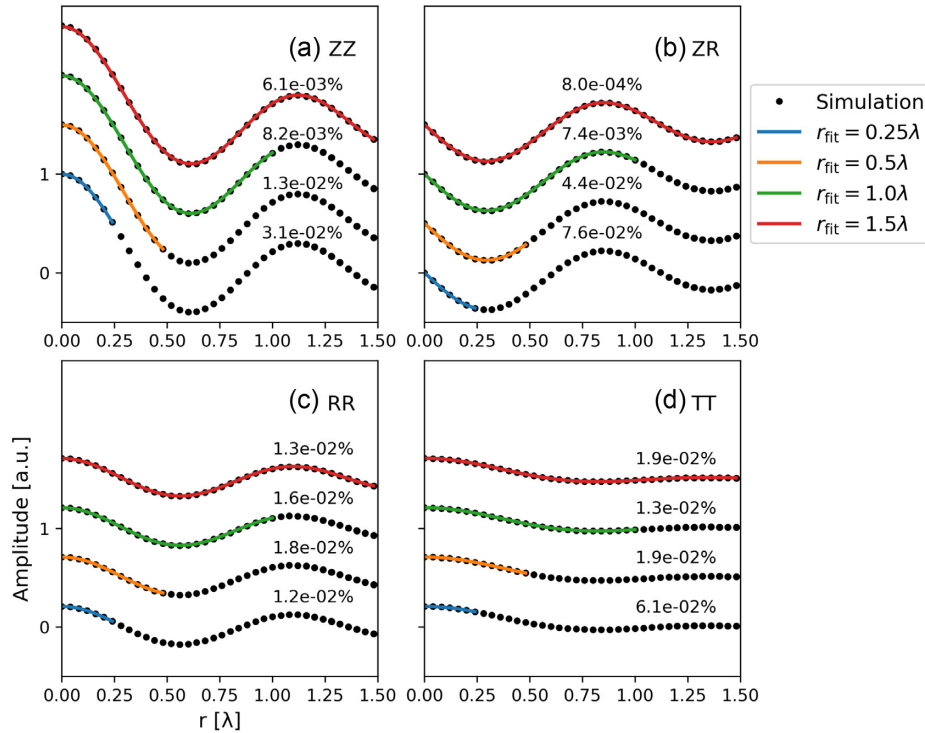 (a) ZZ
6.1e-03%
8.2e-03%
1.3e-02%
3.1e-02%
1
0
0.00 0.25 0.50 0.75 1.00 1.25 1.50
(b) ZR
8.0e-04%
7.4e-03%
4.4e-02%
7.6e-02%
0.00 0.25 0.50 0.75 1.00 1.25 1.50
Simulation
r_fit = 0.25λ
r_fit = 0.5λ
r_fit = 1.0λ
r_fit = 1.5λ
(c) RR
1.3e-02%
1.6e-02%
1.8e-02%
1.2e-02%
1
0
Amplitude [a.u.]
0.00 0.25 0.50 0.75 1.00 1.25 1.50
r [λ]
(d) TT
1.9e-02%
1.3e-02%
1.9e-02%
6.1e-02%
0.00 0.25 0.50 0.75 1.00 1.25 1.50